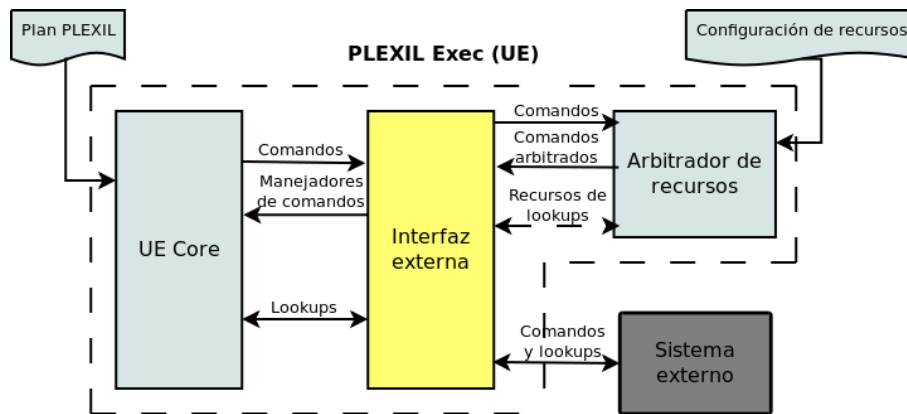 Plan PLEXIL
Configuración de recursos
PLEXIL Exec (UE)
Comandos
Comandos
arbitrados
Arbitrador de
recursos
Comandos
Manejadores
de comandos
Recursos de
lookups
UE Core
Interfaz
externa
Lookups
Comandos
y lookups
Sistema
externo